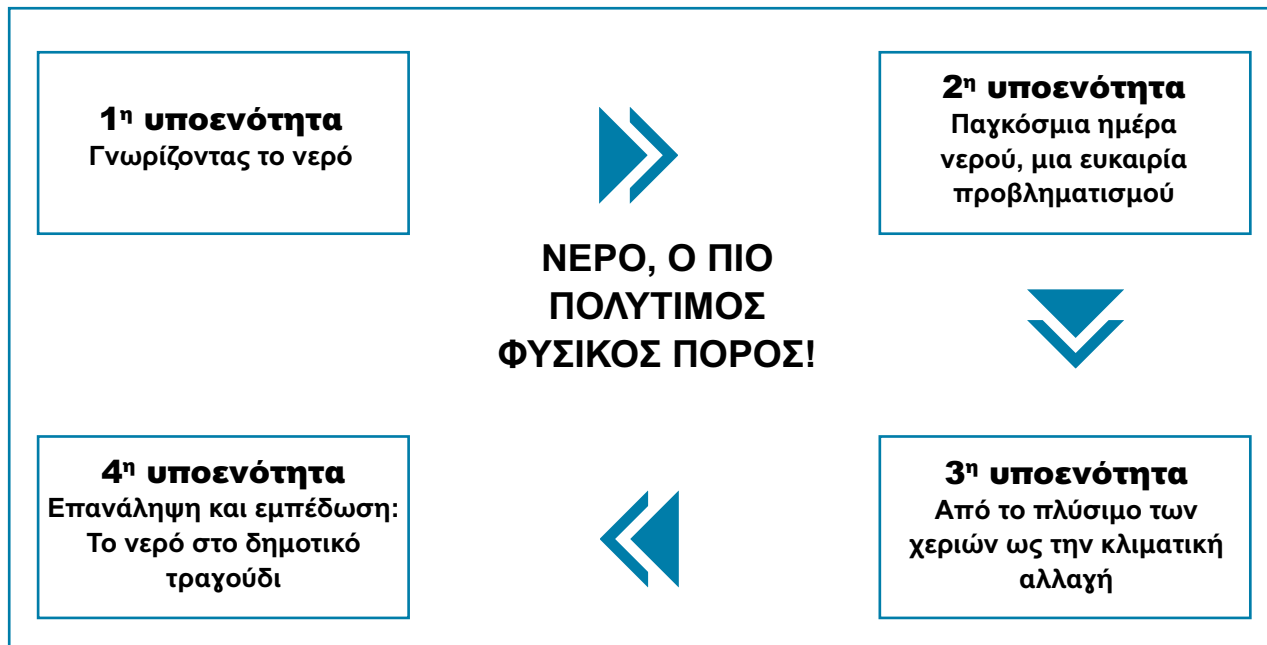 1η υποενότητα
Γνωρίζοντας το νερό
2η υποενότητα
Παγκόσμια ημέρα
νερού, μια ευκαιρία
προβληματισμού
ΝΕΡΟ, Ο ΠΙΟ
ΠΟΛΥΤΙΜΟΣ
ΦΥΣΙΚΟΣ ΠΟΡΟΣ!
3η υποενότητα
Από το πλύσιμο των
χεριών ως την κλιματική
αλλαγή
4η υποενότητα
Επανάληψη και εμπέδωση:
Το νερό στο δημοτικό
τραγούδι